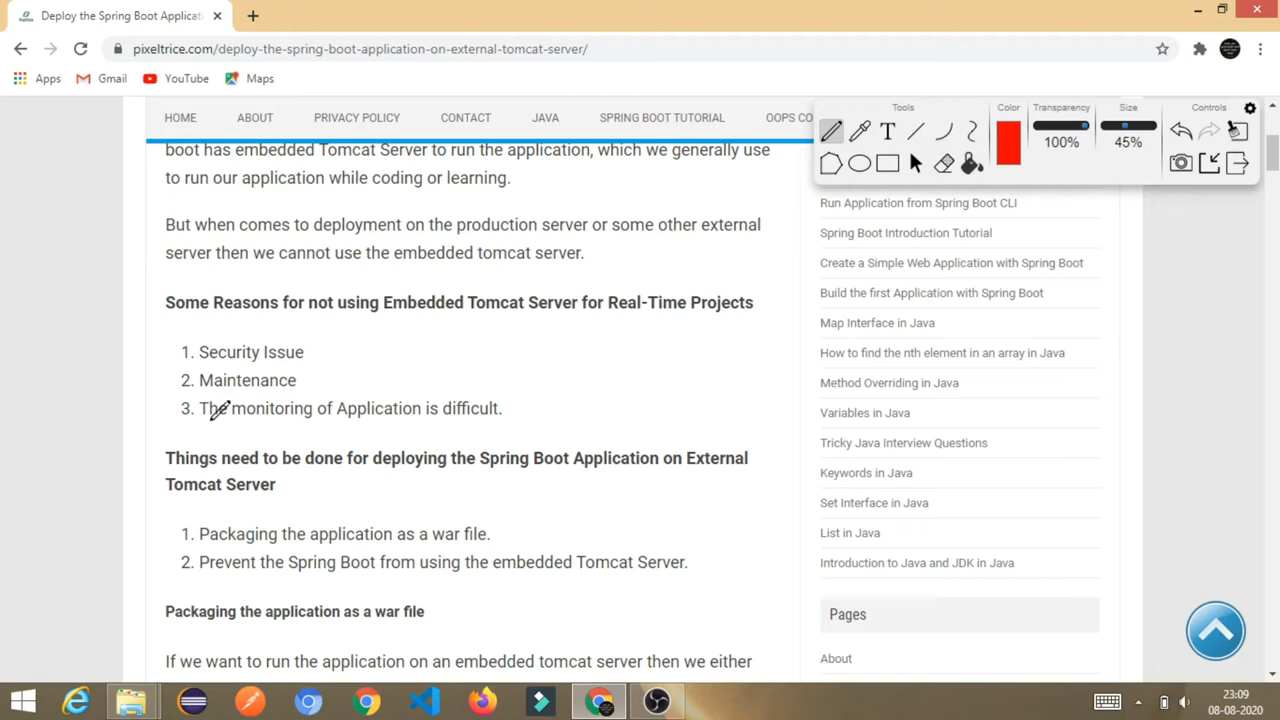 Deploy the Spring Boot Applicati
pixeltrice.com/deploy-the-spring-boot-application-on-external-tomcat-server/
Apps Gmail YouTube Maps
HOME ABOUT PRIVACY POLICY CONTACT JAVA SPRING BOOT TUTORIAL OOPS CO
Tools Color Transparency Size Controls
100% 45%
boot has embedded Tomcat Server to run the application, which we generally use
to run our application while coding or learning.
But when comes to deployment on the production server or some other external
server then we cannot use the embedded tomcat server.
Some Reasons for not using Embedded Tomcat Server for Real-Time Projects
1. Security Issue
2. Maintenance
3. The monitoring of Application is difficult.
Things need to be done for deploying the Spring Boot Application on External
Tomcat Server
1. Packaging the application as a war file.
2. Prevent the Spring Boot from using the embedded Tomcat Server.
Packaging the application as a war file
If we want to run the application on an embedded tomcat server then we either
Run Application from Spring Boot CLI
Spring Boot Introduction Tutorial
Create a Simple Web Application with Spring Boot
Build the first Application with Spring Boot
Map Interface in Java
How to find the nth element in an array in Java
Method Overriding in Java
Variables in Java
Tricky Java Interview Questions
Keywords in Java
Set Interface in Java
List in Java
Introduction to Java and JDK in Java
Pages
About
23:09
08-08-2020